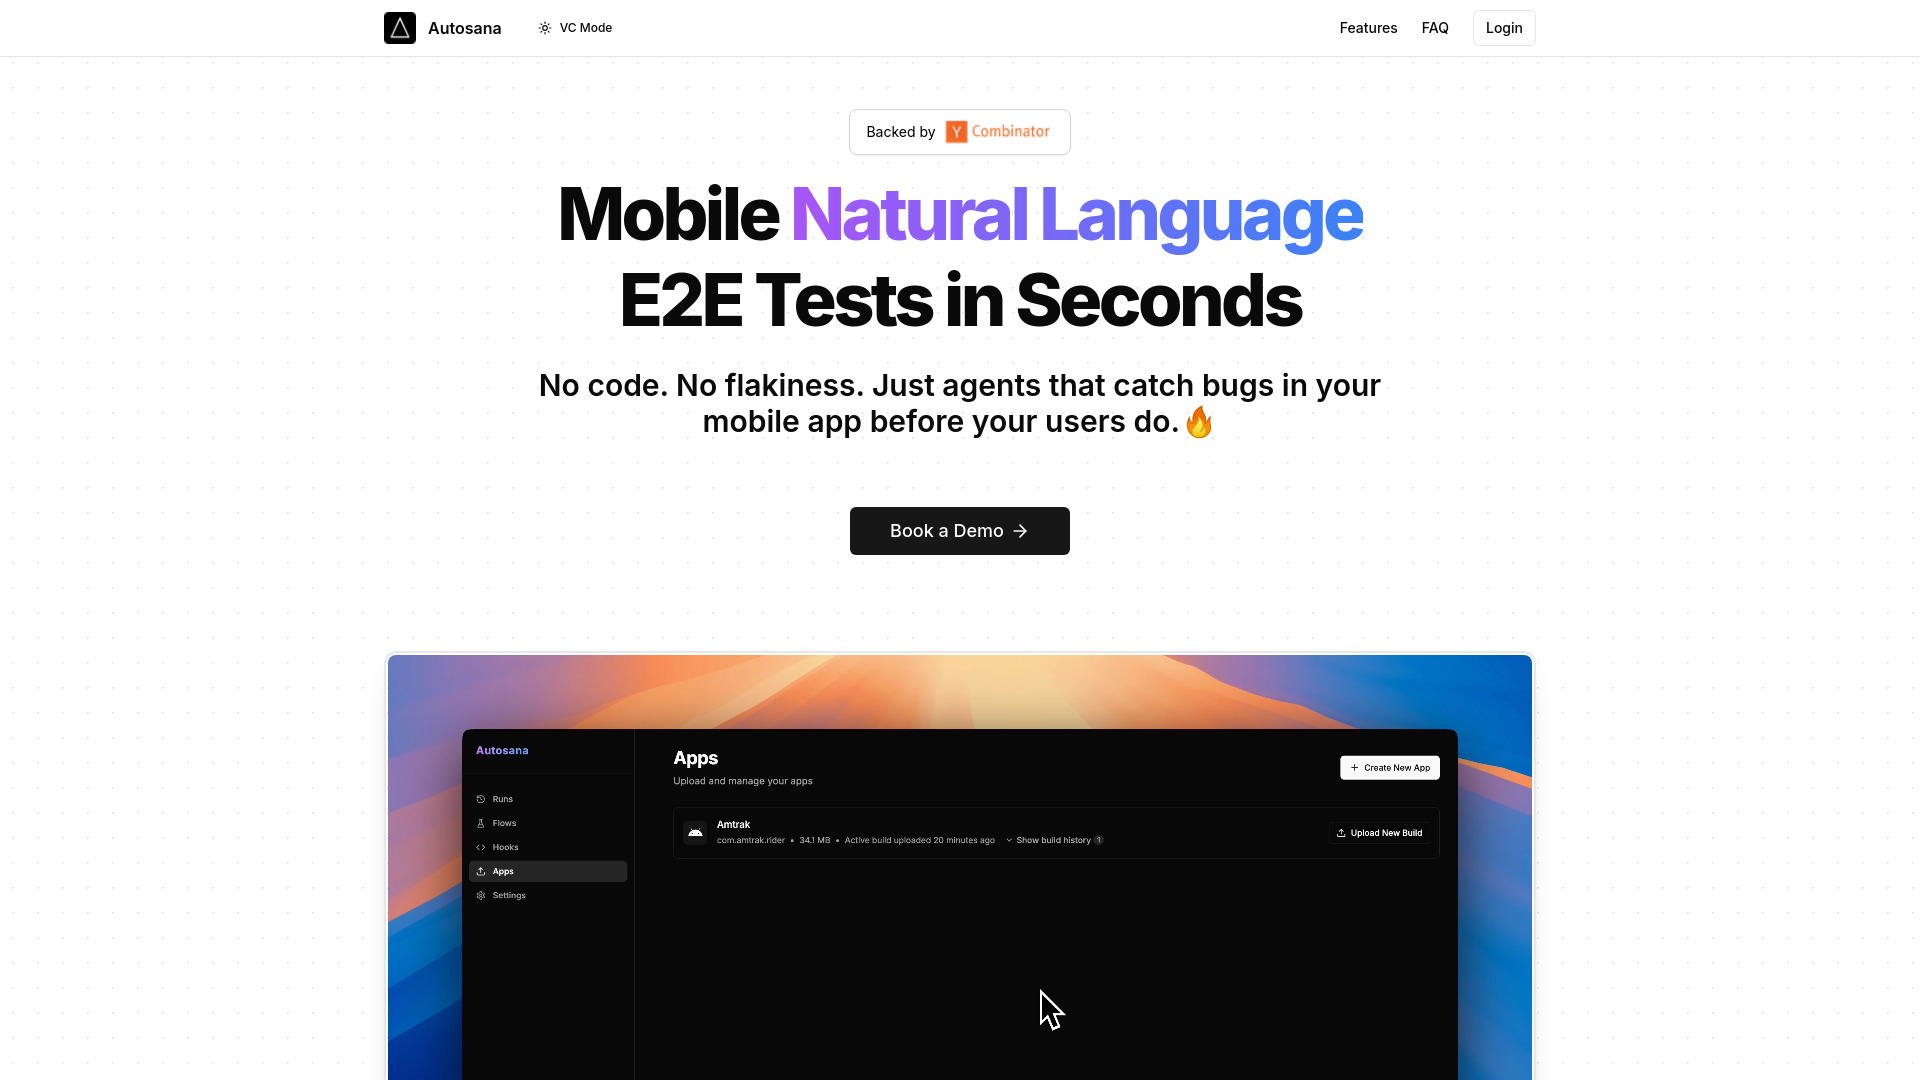 Autosana
VC Mode
Features
FAQ
Login
Backed by Y Combinator
Mobile Natural Language
E2E Tests in Seconds
No code. No flakiness. Just agents that catch bugs in your
mobile app before your users do.🔥
Book a Demo →
Autosana
Runs
Flows
Hooks
Apps
Settings
Apps
Upload and manage your apps
+ Create New App
Amtrak
com.amtrak.rider • 34.1 MB • Active build uploaded 20 minutes ago Show build history 1
Upload New Build